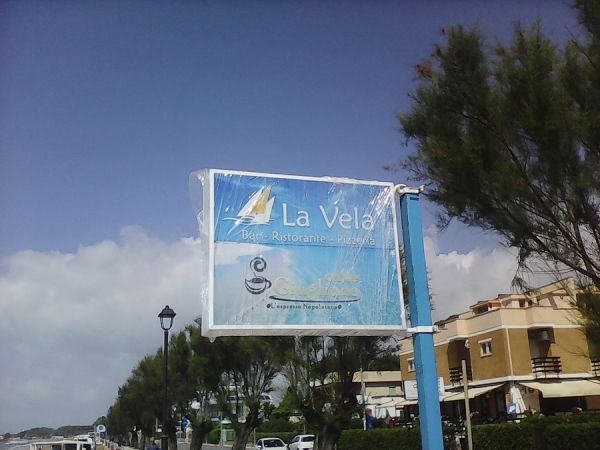 La Vela
Bar - Ristorante - Pizzeria
L'espresso Napoletano